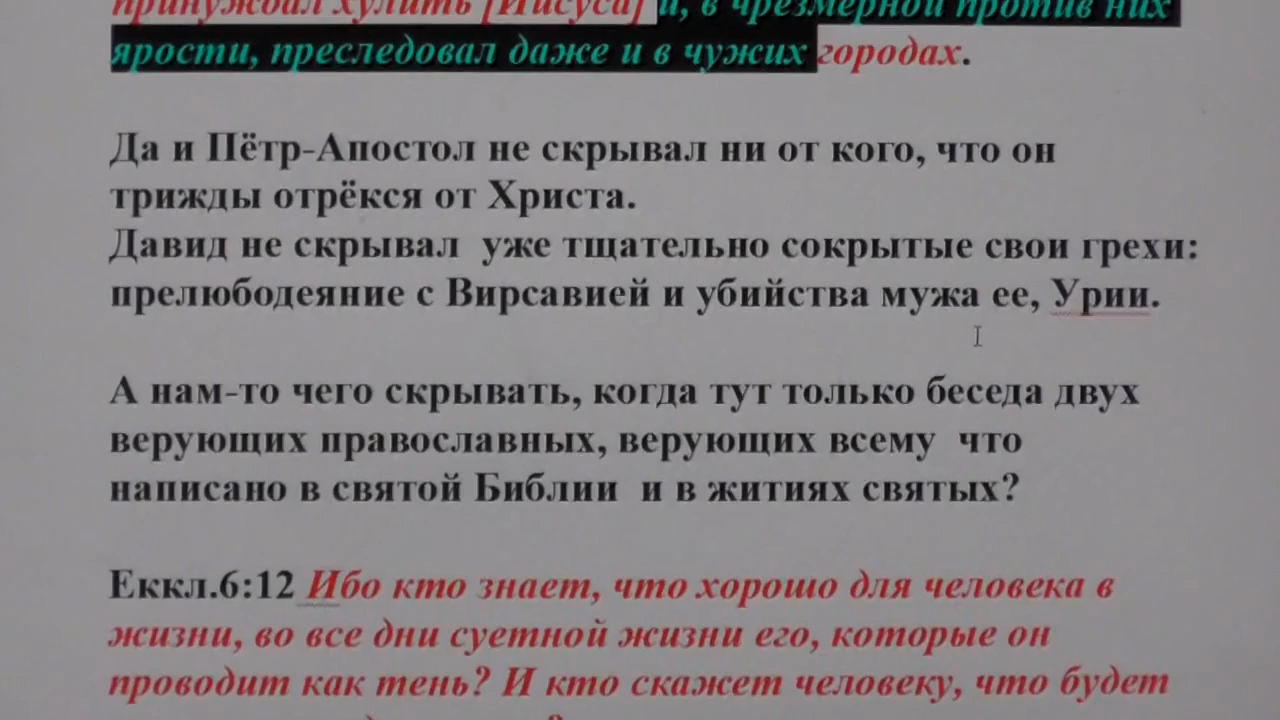 принуждал хулить [Иисуса] и, в чрезмерной против них
ярости, преследовал даже и в чужих городах.
Да и Пётр-Апостол не скрывал ни от кого, что он
трижды отрёкся от Христа.
Давид не скрывал  уже тщательно сокрытые свои грехи:
прелюбодеяние с Вирсавией и убийства мужа ее, Урии.
А нам-то чего скрывать, когда тут только беседа двух
верующих православных, верующих всему  что
написано в святой Библии  и в житиях святых?
Еккл.6:12 Ибо кто знает, что хорошо для человека в
жизни, во все дни суетной жизни его, которые он
проводит как тень? И кто скажет человеку, что будет